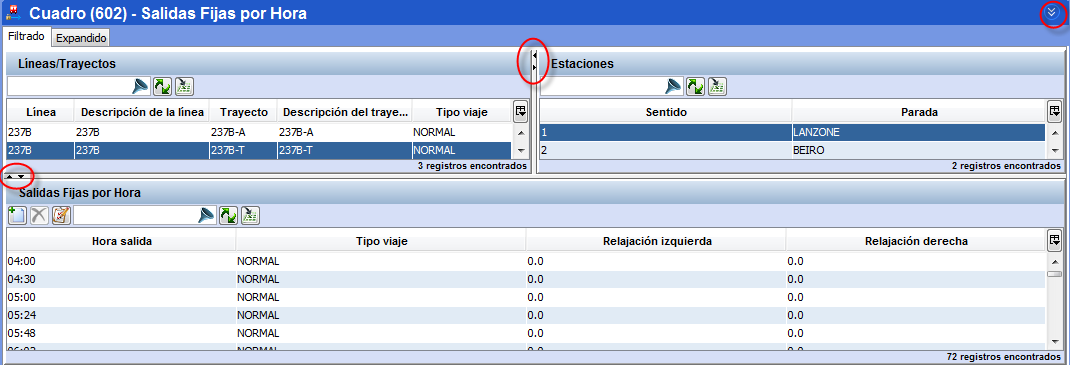 Cuadro (602) - Salidas Fijas por Hora
Filtrado Expandido
Líneas/Trayectos
Línea Descripción de la línea Trayecto Descripción del traye... Tipo viaje
237B 237B 237B-A 237B-A NORMAL
237B 237B 237B-T 237B-T NORMAL
3 registros encontrados
Estaciones
Sentido Parada
1 LANZONE
2 BEIRO
2 registros encontrados
Salidas Fijas por Hora
Hora salida Tipo viaje Relajación izquierda Relajación derecha
04:00 NORMAL 0.0 0.0
04:30 NORMAL 0.0 0.0
05:00 NORMAL 0.0 0.0
05:24 NORMAL 0.0 0.0
05:48 NORMAL 0.0 0.0
NORMAL 0.0 0.0
72 registros encontrados